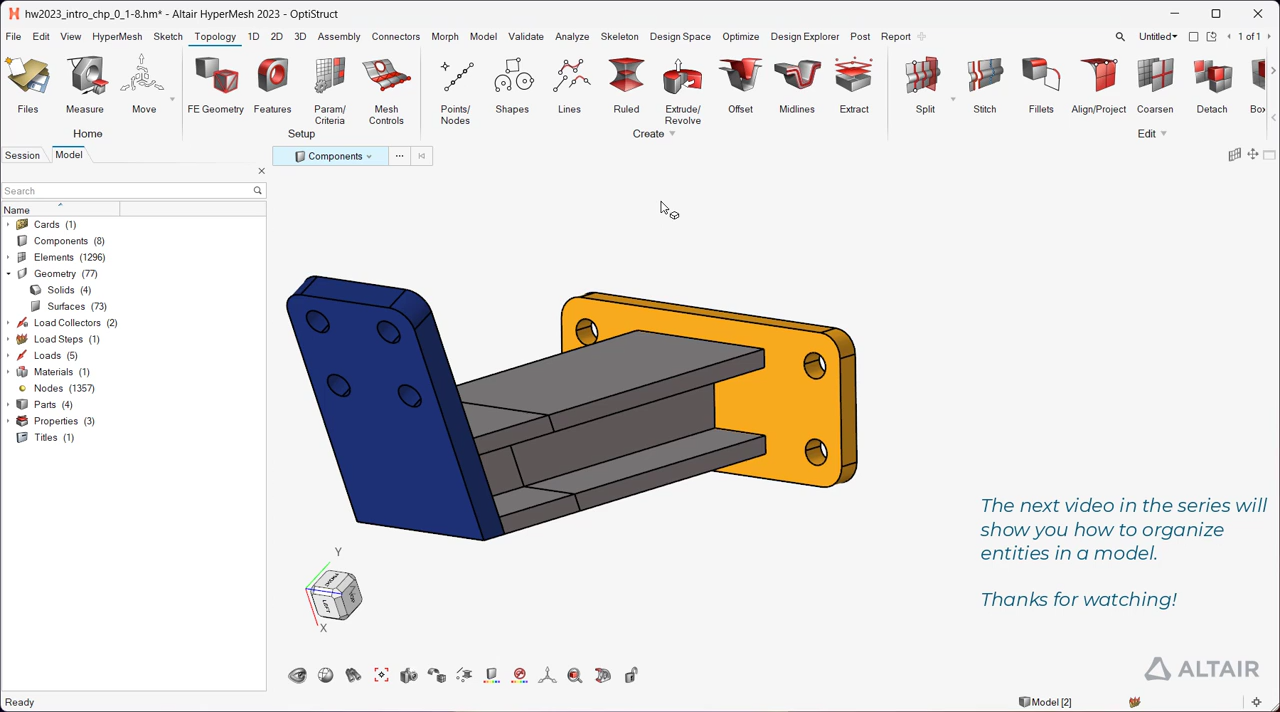 hw2023_intro_chp_0_1-8.hm* - Altair HyperMesh 2023 - OptiStruct
File Edit View HyperMesh Sketch Topology 1D 2D 3D Assembly Connectors Morph Model Validate Analyze Skeleton Design Space Optimize Design Explorer Post Report Untitled 1 of 1
Files Measure Move FE Geometry Features Param/ Criteria Mesh Controls Points/ Nodes Shapes Lines Ruled Extrude/ Revolve Offset Midlines Extract Split Stitch Fillets Align/Project Coarsen Detach
Home Setup Create Edit
Session Model
Components ...
Search
Name
Cards (1)
Components (8)
Elements (1296)
Geometry (77)
Solids (4)
Surfaces (73)
Load Collectors (2)
Load Steps (1)
Loads (5)
Materials (1)
Nodes (1357)
Parts (4)
Properties (3)
Titles (1)
The next video in the series will
show you how to organize
entities in a model.
Thanks for watching!
Y
LEFT
X
ALTAIR
Ready Model [2]